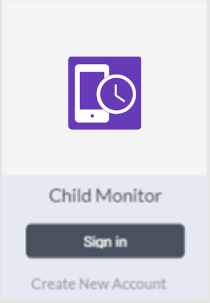 Child Monitor
Sign in
Create New Account